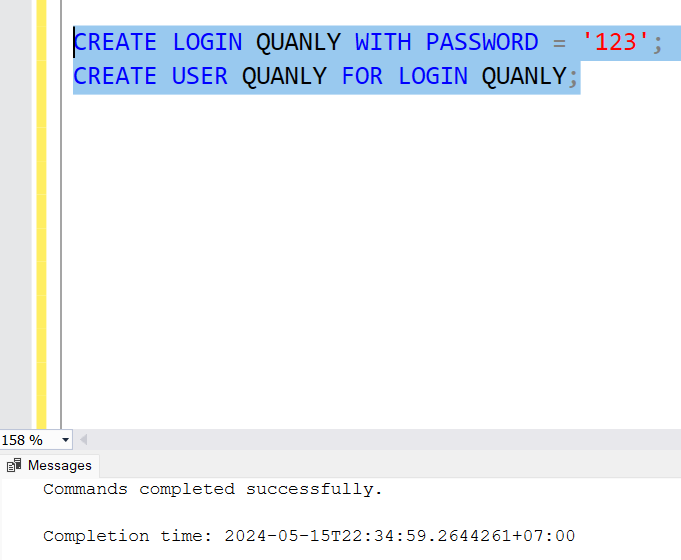 CREATE LOGIN QUANLY WITH PASSWORD = '123';
CREATE USER QUANLY FOR LOGIN QUANLY;
158 %
Messages
Commands completed successfully.
Completion time: 2024-05-15T22:34:59.2644261+07:00